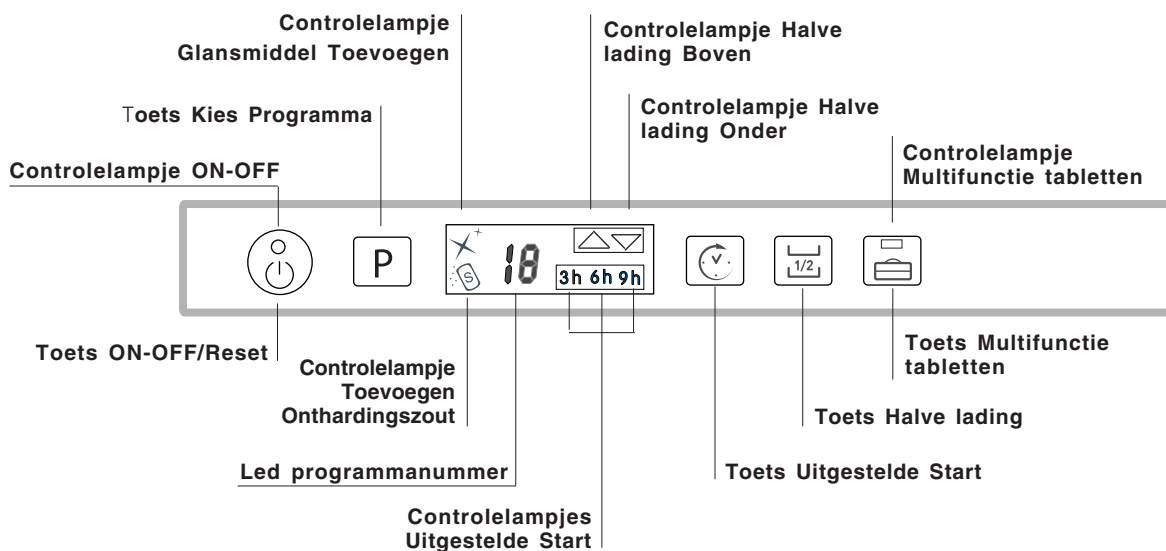 Controlelampje
Glansmiddel Toevoegen
Controlelampje Halve
lading Boven
Toets Kies Programma
Controlelampje Halve
lading Onder
Controlelampje ON-OFF
Controlelampje
Multifunctie tabletten
P
18
S
3h 6h 9h
1/2
Toets ON-OFF/Reset
Controlelampje
Toevoegen
Onthardingszout
Toets Multifunctie
tabletten
Toets Halve lading
Led programmanummer
Toets Uitgestelde Start
Controlelampjes
Uitgestelde Start